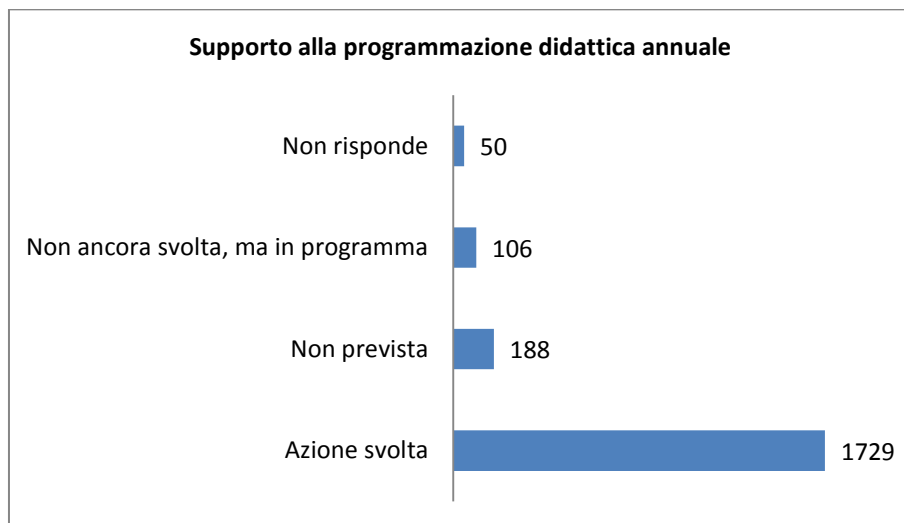 Supporto alla programmazione didattica annuale
Non risponde 50
Non ancora svolta, ma in programma 106
Non prevista 188
Azione svolta 1729